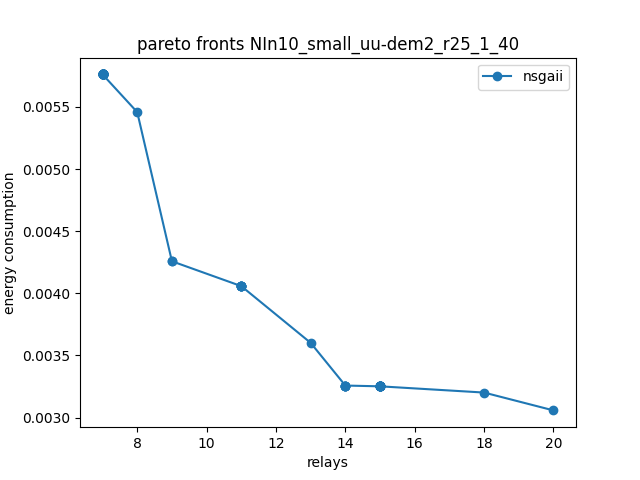 pareto fronts NIn10_small_uu-dem2_r25_1_40
nsgaii
0.0055
0.0050
0.0045
0.0040
0.0035
0.0030
energy consumption
8 10 12 14 16 18 20
relays